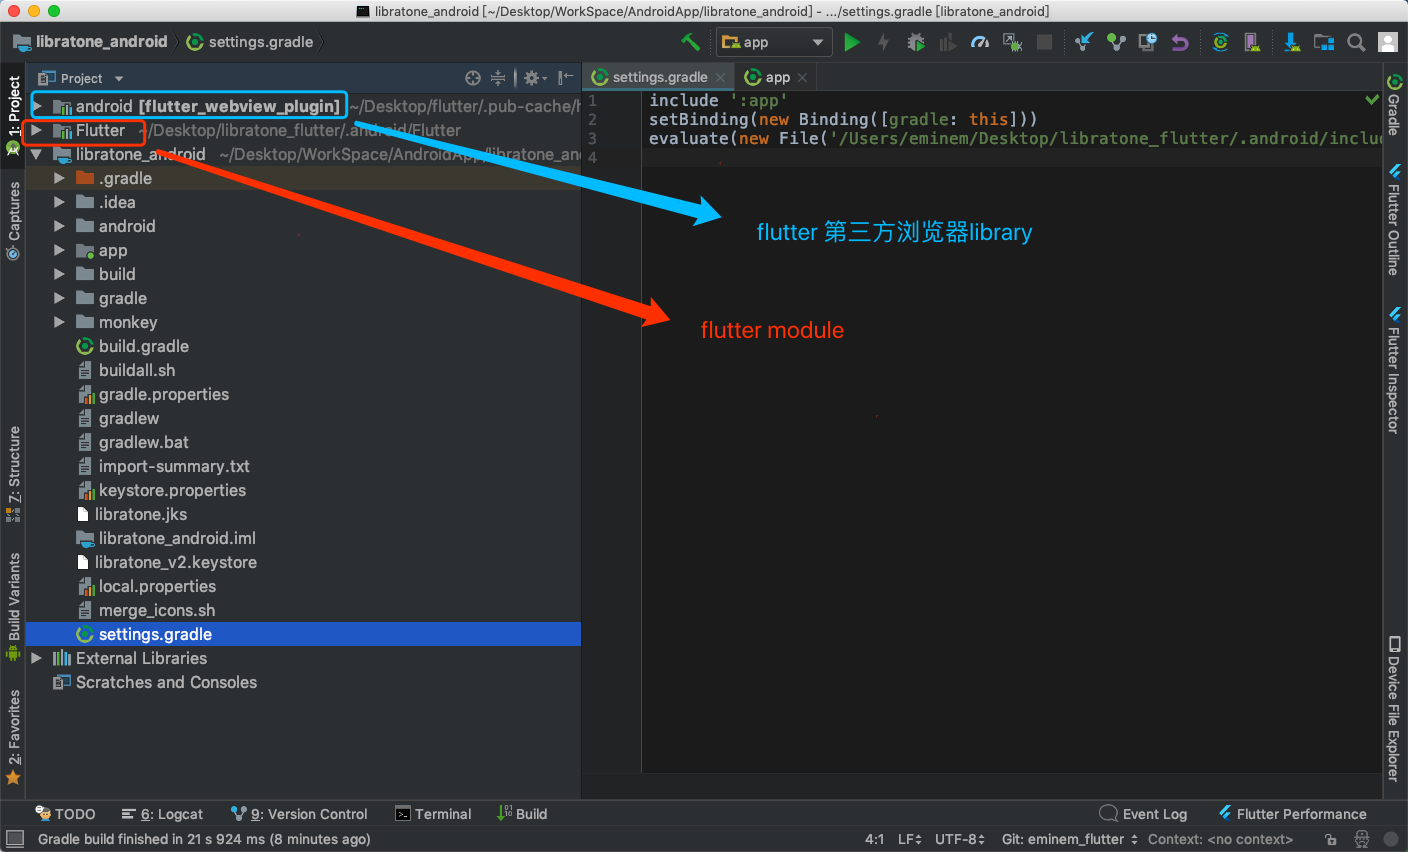 libratone_android [~/Desktop/WorkSpace/AndroidApp/libratone_android] - .../settings.gradle [libratone_android]
libratone_android
settings.gradle
app
Project
settings.gradle
app
android [flutter_webview_plugin] ~/Desktop/flutter/.pub-cache/h
Flutter ~/Desktop/libratone_flutter/.android/Flutter
libratone_android ~/Desktop/WorkSpace/AndroidApp/libratone_an
.gradle
.idea
android
app
build
gradle
monkey
build.gradle
buildall.sh
gradle.properties
gradlew
gradlew.bat
import-summary.txt
keystore.properties
libratone.jks
libratone_android.iml
libratone_v2.keystore
local.properties
merge_icons.sh
settings.gradle
External Libraries
Scratches and Consoles
1 include ':app'
2 setBinding(new Binding([gradle: this]))
3 evaluate(new File('/Users/eminem/Desktop/libratone_flutter/.android/inclu
4
flutter 第三方浏览器library
flutter module
1: Project
Captures
7: Structure
Build Variants
2: Favorites
Gradle
Flutter Outline
Flutter Inspector
Device File Explorer
TODO
6: Logcat
9: Version Control
Terminal
Build
Event Log
Flutter Performance
Gradle build finished in 21 s 924 ms (8 minutes ago)
4:1
LF
UTF-8
Git: eminem_flutter
Context: <no context>